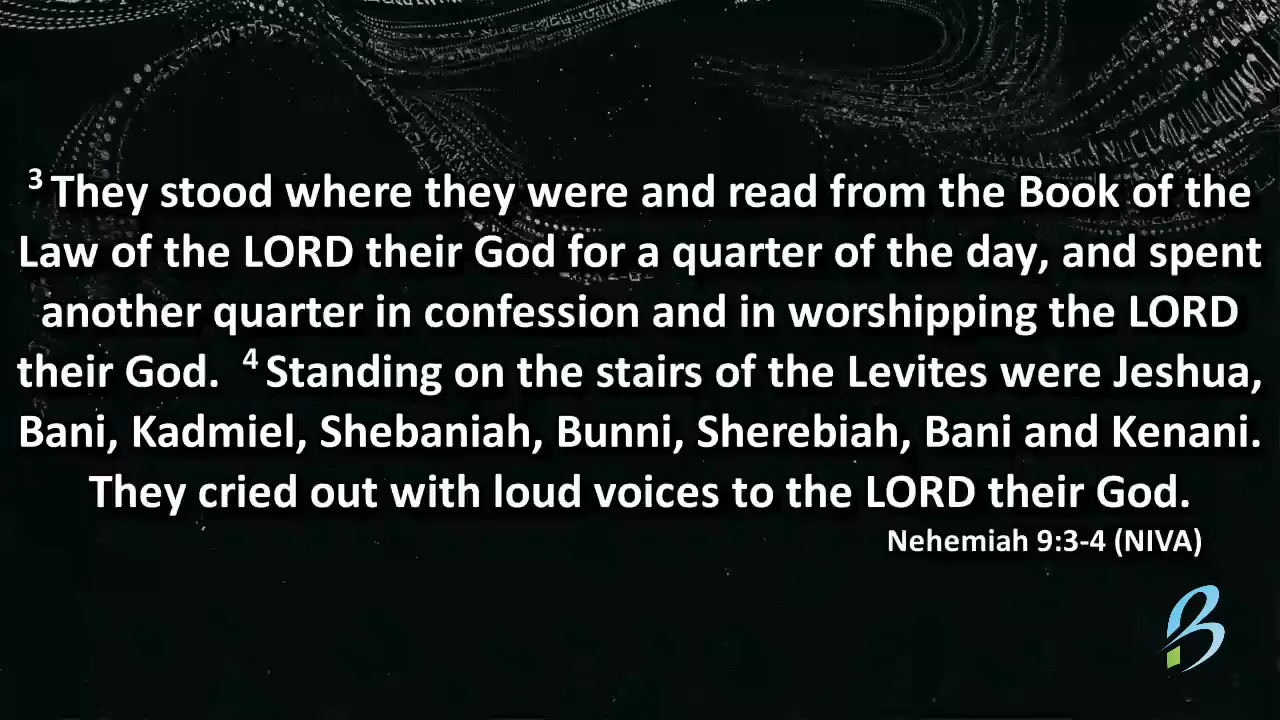 3 They stood where they were and read from the Book of the
Law of the LORD their God for a quarter of the day, and spent
another quarter in confession and in worshipping the LORD
their God. 4 Standing on the stairs of the Levites were Jeshua,
Bani, Kadmiel, Shebaniah, Bunni, Sherebiah, Bani and Kenani.
They cried out with loud voices to the LORD their God.
Nehemiah 9:3-4 (NIVA)